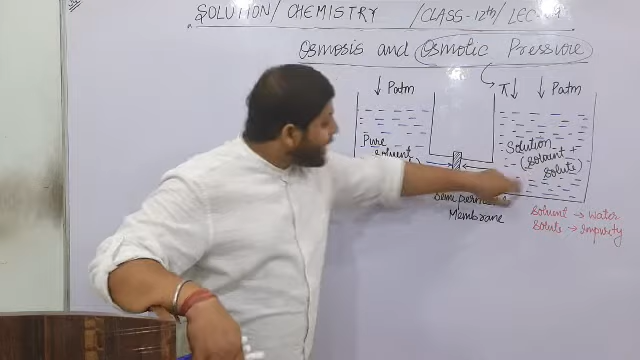 SOLUTION/ CHEMISTRY /CLASS-12th/ LEC-
Osmosis and Osmotic Pressure
Patm
π
Patm
Pure
solvent
Solution
(Solvent +
Solute)
Membrane
Solvent → Water
Solute → Impurity